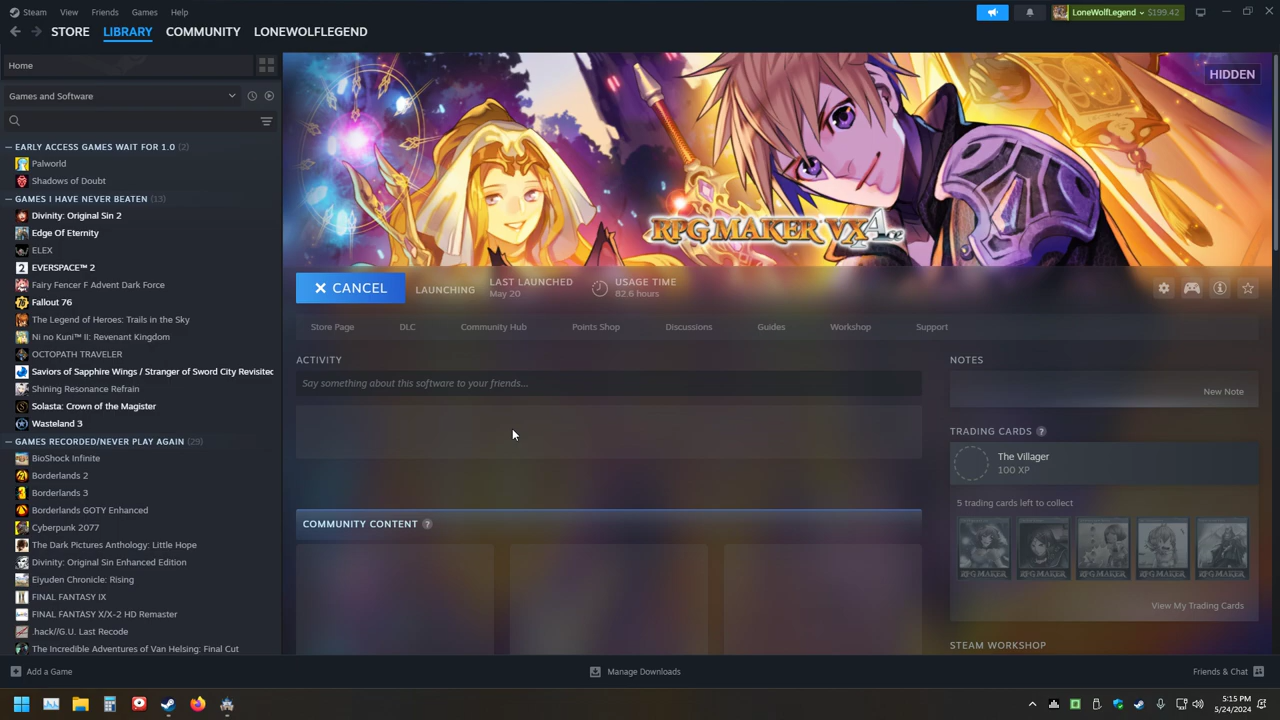 Steam View Friends Games Help
LoneWolfLegend $199.42
STORE LIBRARY COMMUNITY LONEWOLFLEGEND
Home
Games and Software
EARLY ACCESS GAMES WAIT FOR 1.0 (2)
Palworld
Shadows of Doubt
GAMES I HAVE NEVER BEATEN (13)
Divinity: Original Sin 2
Edge Of Eternity
ELEX
EVERSPACE™ 2
Fairy Fencer F Advent Dark Force
Fallout 76
The Legend of Heroes: Trails in the Sky
Ni no Kuni™ II: Revenant Kingdom
OCTOPATH TRAVELER
Saviors of Sapphire Wings / Stranger of Sword City Revisited
Shining Resonance Refrain
Solasta: Crown of the Magister
Wasteland 3
GAMES RECORDED/NEVER PLAY AGAIN (29)
BioShock Infinite
Borderlands 2
Borderlands 3
Borderlands GOTY Enhanced
Cyberpunk 2077
The Dark Pictures Anthology: Little Hope
Divinity: Original Sin Enhanced Edition
Eiyuden Chronicle: Rising
FINAL FANTASY IX
FINAL FANTASY X/X-2 HD Remaster
.hack//G.U. Last Recode
The Incredible Adventures of Van Helsing: Final Cut
HIDDEN
RPG MAKER VX Ace
CANCEL
LAUNCHING
LAST LAUNCHED
May 20
USAGE TIME
82.6 hours
Store Page DLC Community Hub Points Shop Discussions Guides Workshop Support
ACTIVITY
Say something about this software to your friends...
COMMUNITY CONTENT ?
NOTES
New Note
TRADING CARDS ?
The Villager
100 XP
5 trading cards left to collect
RPG MAKER RPG MAKER RPG MAKER RPG MAKER RPG MAKER
View My Trading Cards
STEAM WORKSHOP
Add a Game
Manage Downloads
Friends & Chat
5:15 PM
5/24/2024